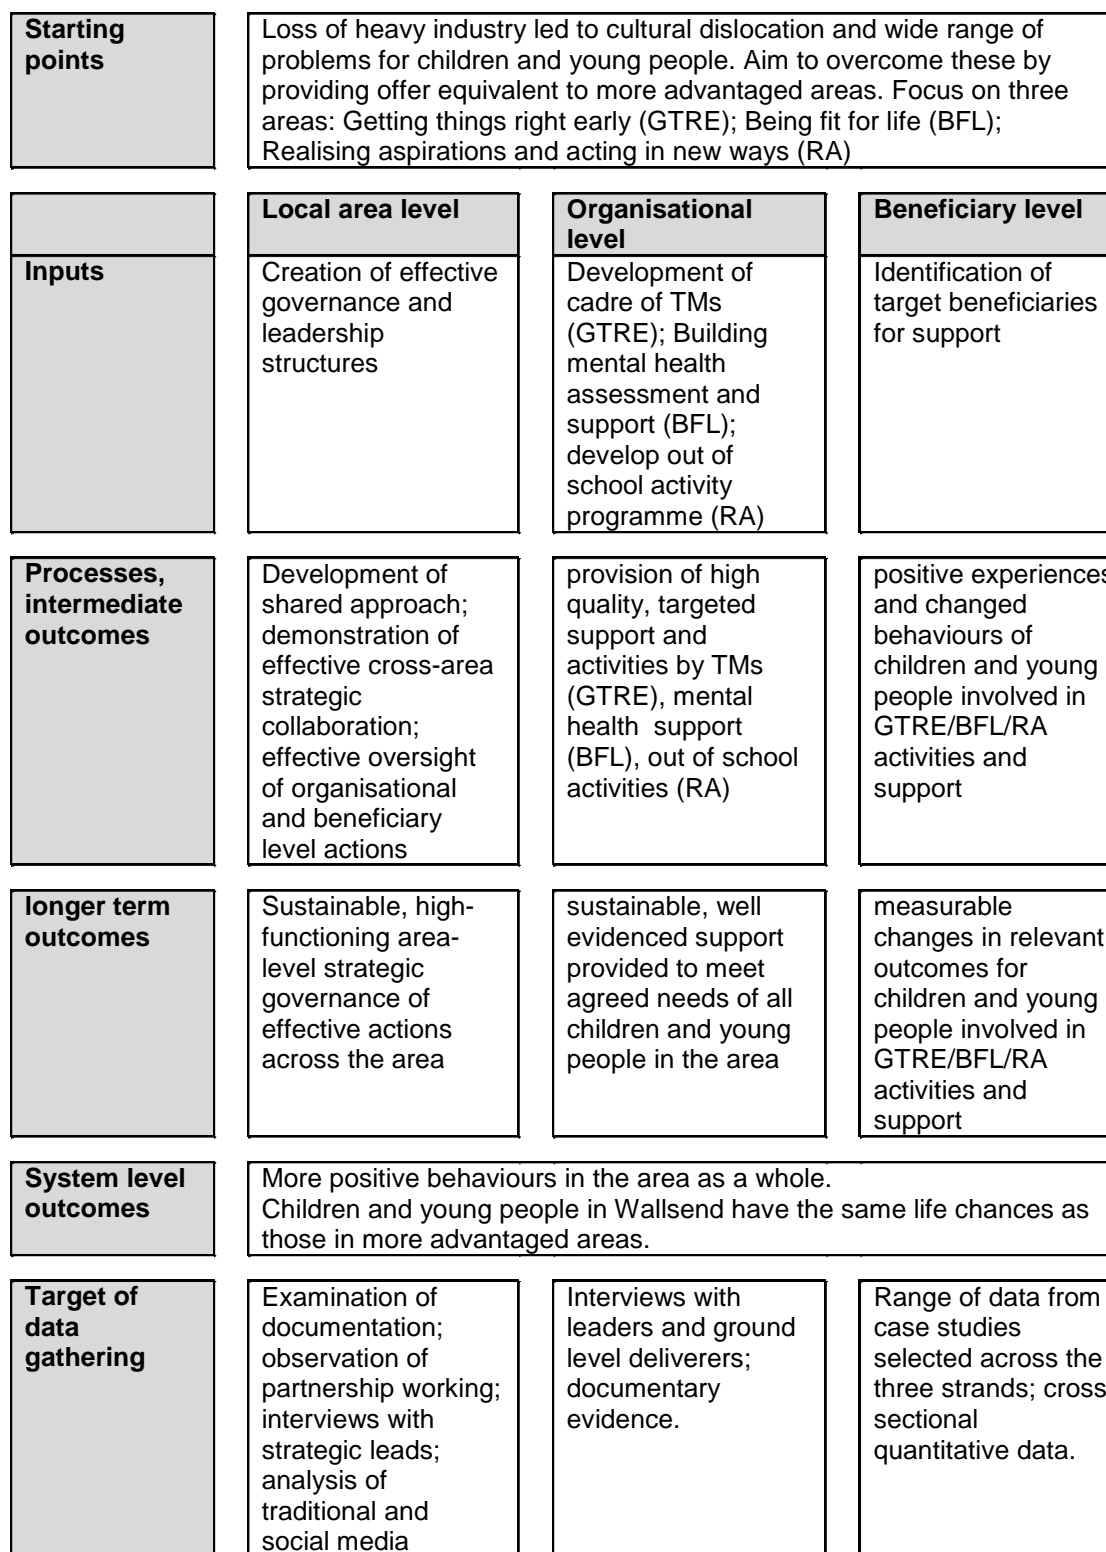 Starting
points
Loss of heavy industry led to cultural dislocation and wide range of
problems for children and young people. Aim to overcome these by
providing offer equivalent to more advantaged areas. Focus on three
areas: Getting things right early (GTRE); Being fit for life (BFL);
Realising aspirations and acting in new ways (RA)
Local area level
Organisational
level
Beneficiary level
Inputs
Creation of effective
governance and
leadership
structures
Development of
cadre of TMs
(GTRE); Building
mental health
assessment and
support (BFL);
develop out of
school activity
programme (RA)
Identification of
target beneficiaries
for support
Processes,
intermediate
outcomes
Development of
shared approach;
demonstration of
effective cross-area
strategic
collaboration;
effective oversight
of organisational
and beneficiary
level actions
provision of high
quality, targeted
support and
activities by TMs
(GTRE), mental
health support
(BFL), out of school
activities (RA)
positive experiences
and changed
behaviours of
children and young
people involved in
GTRE/BFL/RA
activities and
support
longer term
outcomes
Sustainable, high-
functioning area-
level strategic
governance of
effective actions
across the area
sustainable, well
evidenced support
provided to meet
agreed needs of all
children and young
people in the area
measurable
changes in relevant
outcomes for
children and young
people involved in
GTRE/BFL/RA
activities and
support
System level
outcomes
More positive behaviours in the area as a whole.
Children and young people in Wallsend have the same life chances as
those in more advantaged areas.
Target of
data
gathering
Examination of
documentation;
observation of
partnership working;
interviews with
strategic leads;
analysis of
traditional and
social media
Interviews with
leaders and ground
level deliverers;
documentary
evidence.
Range of data from
case studies
selected across the
three strands; cross
sectional
quantitative data.